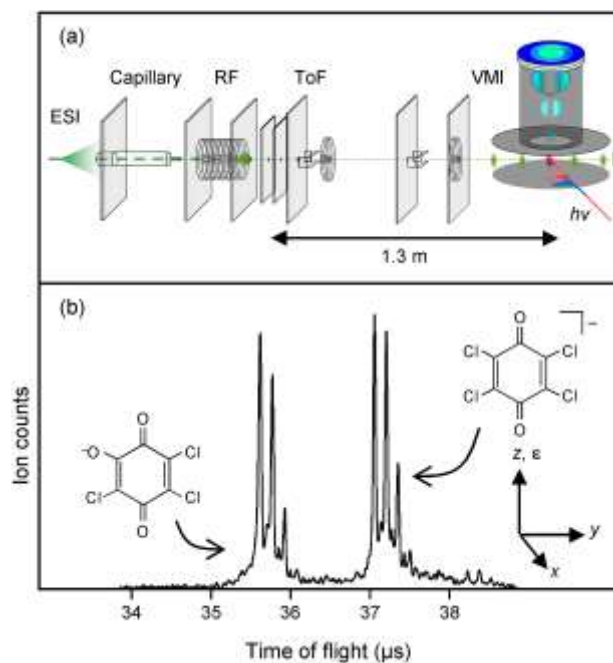 (a)
Capillary RF ToF VMI
ESI
hν
1.3 m
(b)
Ion counts
O
⁻O Cl
Cl Cl
O
O
Cl Cl
Cl Cl
O
−
z, ε
y
x
34 35 36 37 38
Time of flight (μs)